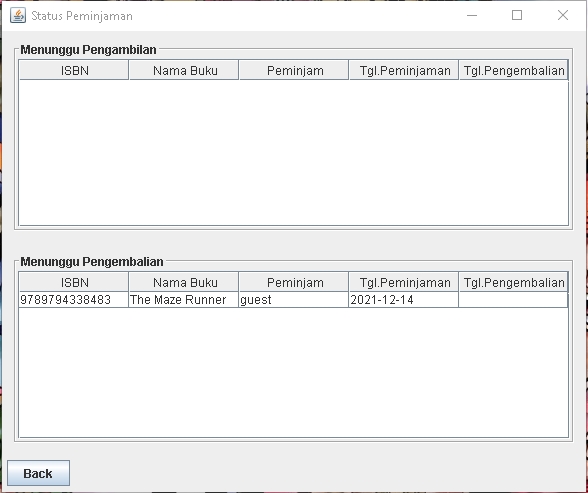 Status Peminjaman
Menunggu Pengambilan
ISBN Nama Buku Peminjam Tgl.Peminjaman Tgl.Pengembalian
Menunggu Pengembalian
ISBN Nama Buku Peminjam Tgl.Peminjaman Tgl.Pengembalian
9789794338483 The Maze Runner guest 2021-12-14
Back